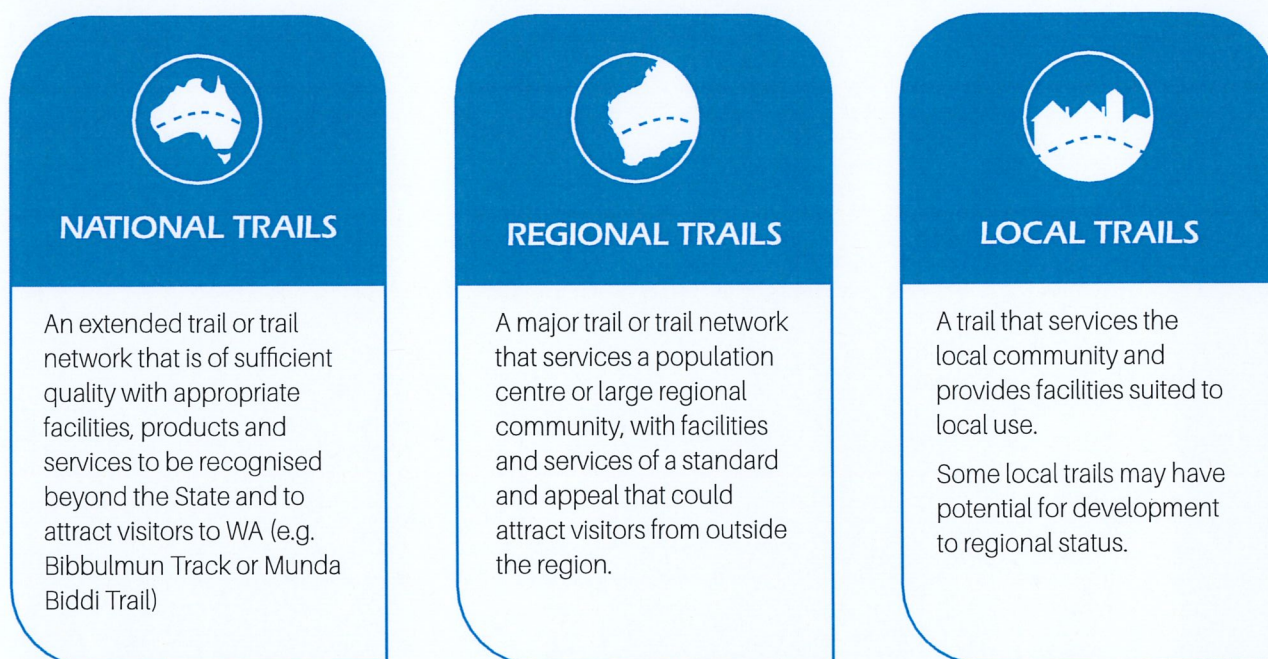 NATIONAL TRAILS
An extended trail or trail
network that is of sufficient
quality with appropriate
facilities, products and
services to be recognised
beyond the State and to
attract visitors to WA (e.g.
Bibbulmun Track or Munda
Biddi Trail)
REGIONAL TRAILS
A major trail or trail network
that services a population
centre or large regional
community, with facilities
and services of a standard
and appeal that could
attract visitors from outside
the region.
LOCAL TRAILS
A trail that services the
local community and
provides facilities suited to
local use.
Some local trails may have
potential for development
to regional status.